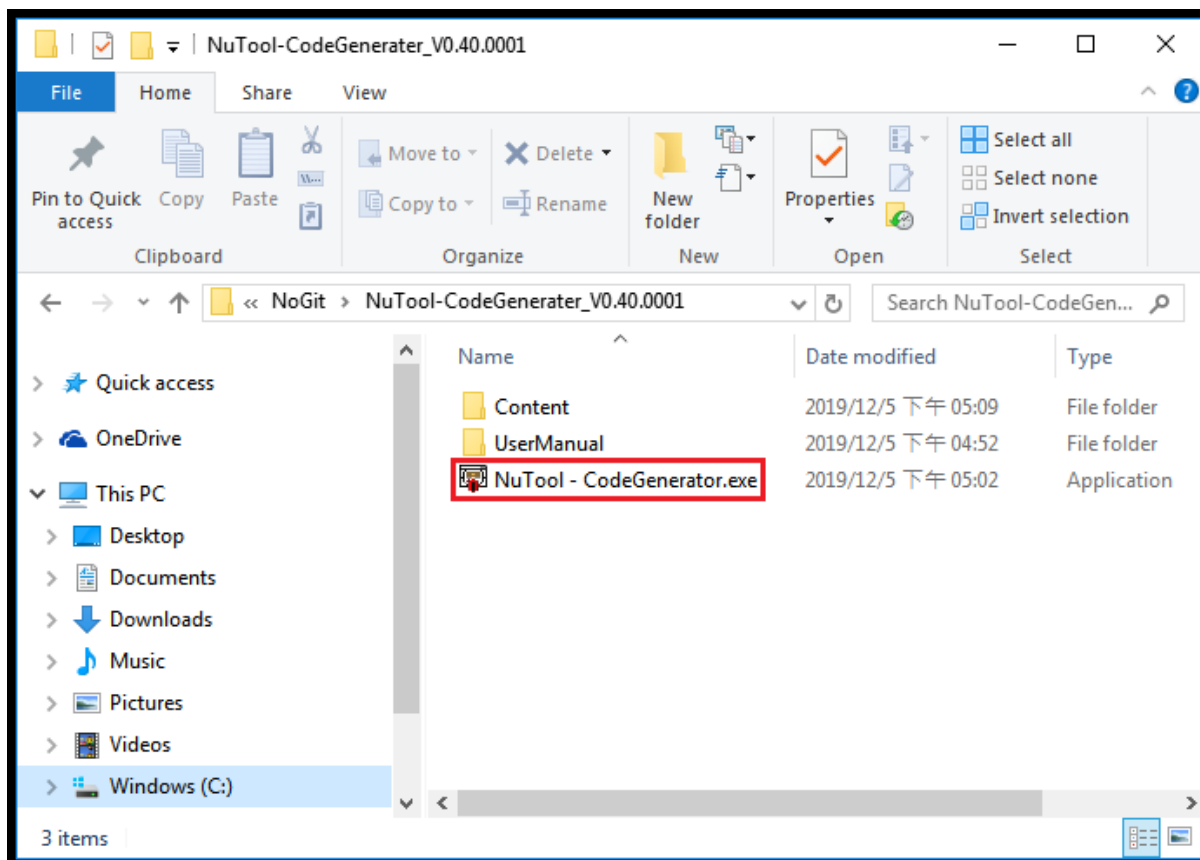 NuTool-CodeGenerater_V0.40.0001
File Home Share View
Pin to Quick access
Copy
Paste
Move to
Copy to
Delete
Rename
New folder
Properties
Select all
Select none
Invert selection
Clipboard Organize New Open Select
« NoGit > NuTool-CodeGenerater_V0.40.0001
Search NuTool-CodeGen...
Name Date modified Type
Quick access
OneDrive
This PC
Desktop
Documents
Downloads
Music
Pictures
Videos
Windows (C:)
Content 2019/12/5 下午 05:09 File folder
UserManual 2019/12/5 下午 04:52 File folder
NuTool - CodeGenerator.exe 2019/12/5 下午 05:02 Application
3 items